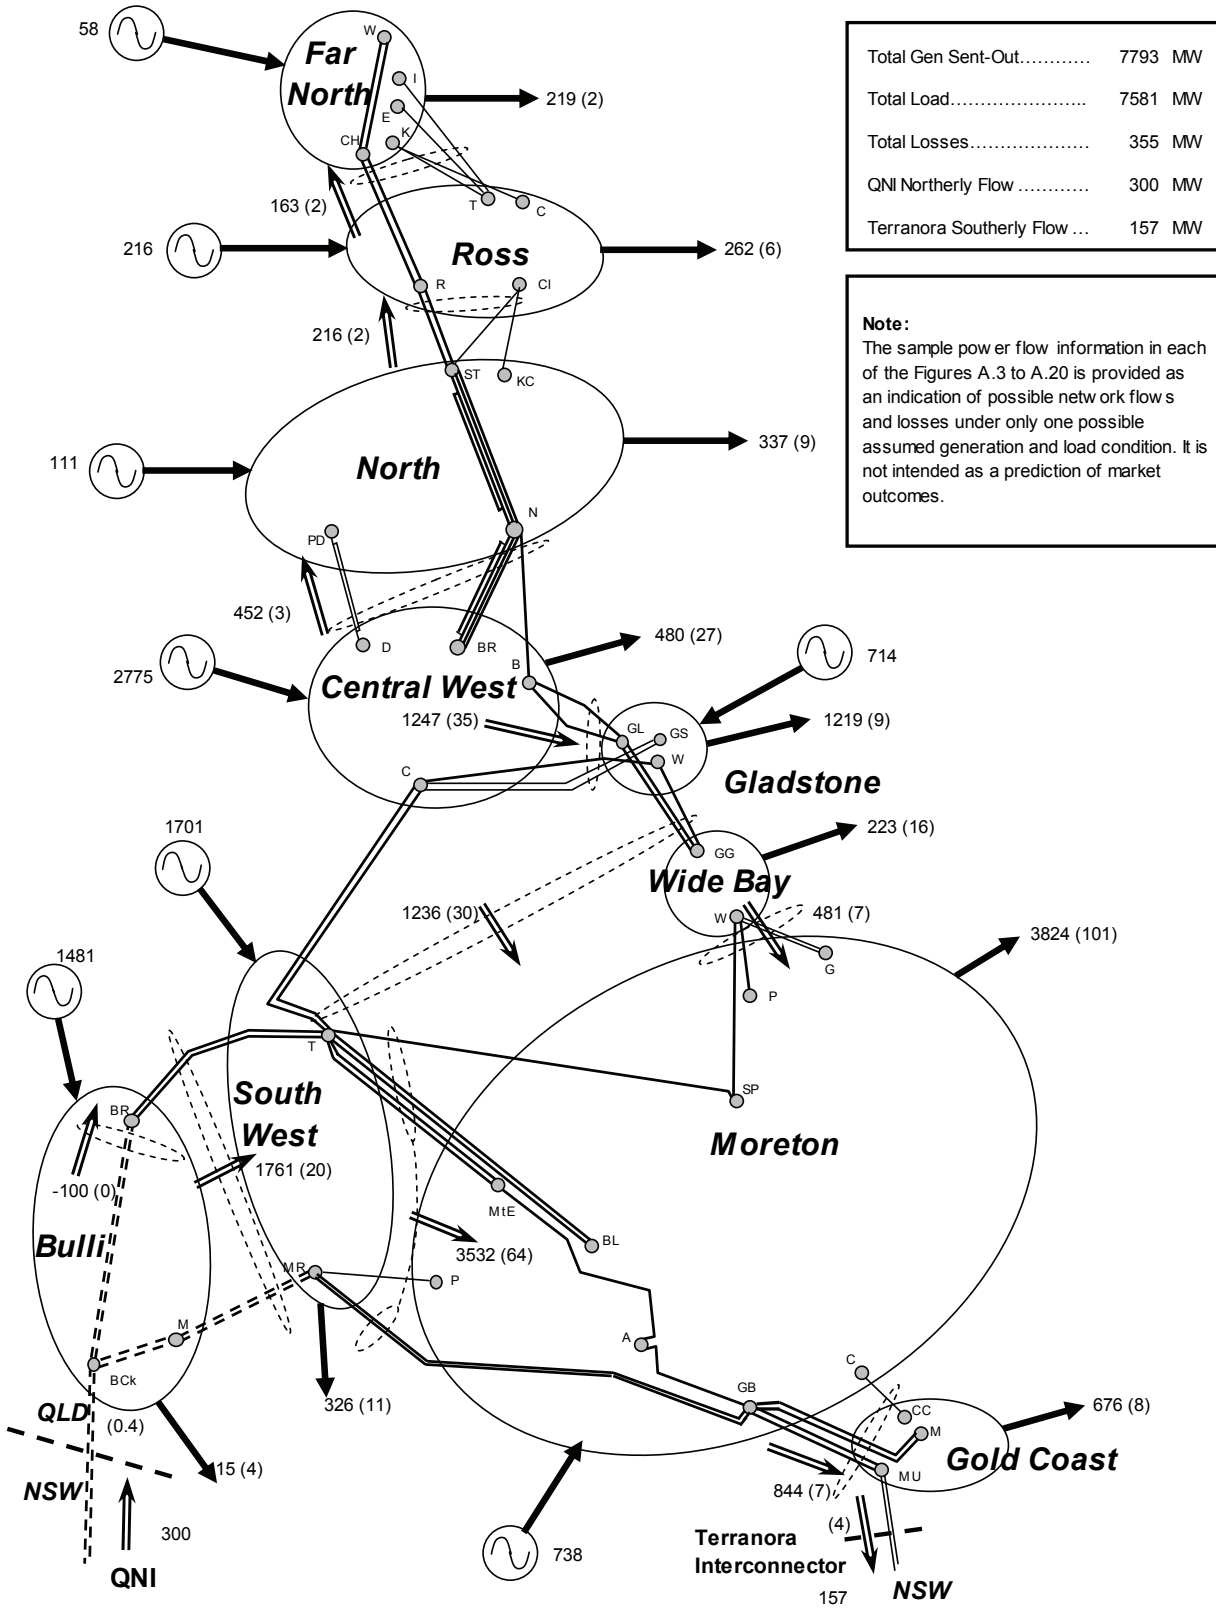 58
W
Far
North
I
E
K
CH
219 (2)
163 (2)
T
C
216
Ross
262 (6)
R
CI
216 (2)
ST
KC
111
North
337 (9)
N
PD
452 (3)
D
BR
480 (27)
714
2775
B
Central West
1247 (35)
GL
GS
1219 (9)
W
C
Gladstone
1701
223 (16)
GG
Wide Bay
1236 (30)
W
481 (7)
3824 (101)
G
P
1481
T
South
West
SP
BR
Moreton
1761 (20)
-100 (0)
MtE
BL
Bulli
3532 (64)
MR
P
M
A
BCk
C
QLD
(0.4)
326 (11)
GB
CC
676 (8)
M
Gold Coast
15 (4)
MU
NSW
844 (7)
(4)
300
738
Terranora
Interconnector
QNI
157
NSW
Total Gen Sent-Out............ 7793 MW
Total Load....................... 7581 MW
Total Losses.................... 355 MW
QNI Northerly Flow ............ 300 MW
Terranora Southerly Flow ... 157 MW
Note:
The sample power flow information in each
of the Figures A.3 to A.20 is provided as
an indication of possible network flows
and losses under only one possible
assumed generation and load condition. It is
not intended as a prediction of market
outcomes.